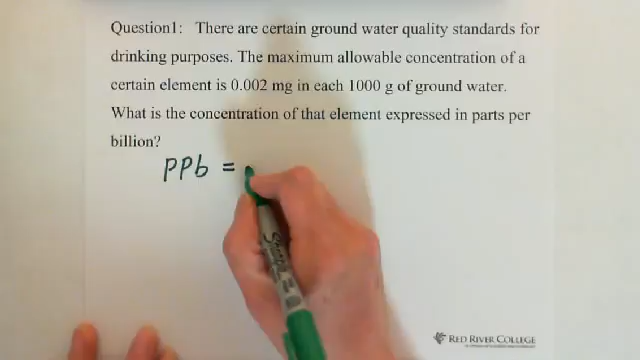 Question1: There are certain ground water quality standards for
drinking purposes. The maximum allowable concentration of a
certain element is 0.002 mg in each 1000 g of ground water.
What is the concentration of that element expressed in parts per
billion?
PPb =
Sharpie
RED RIVER COLLEGE